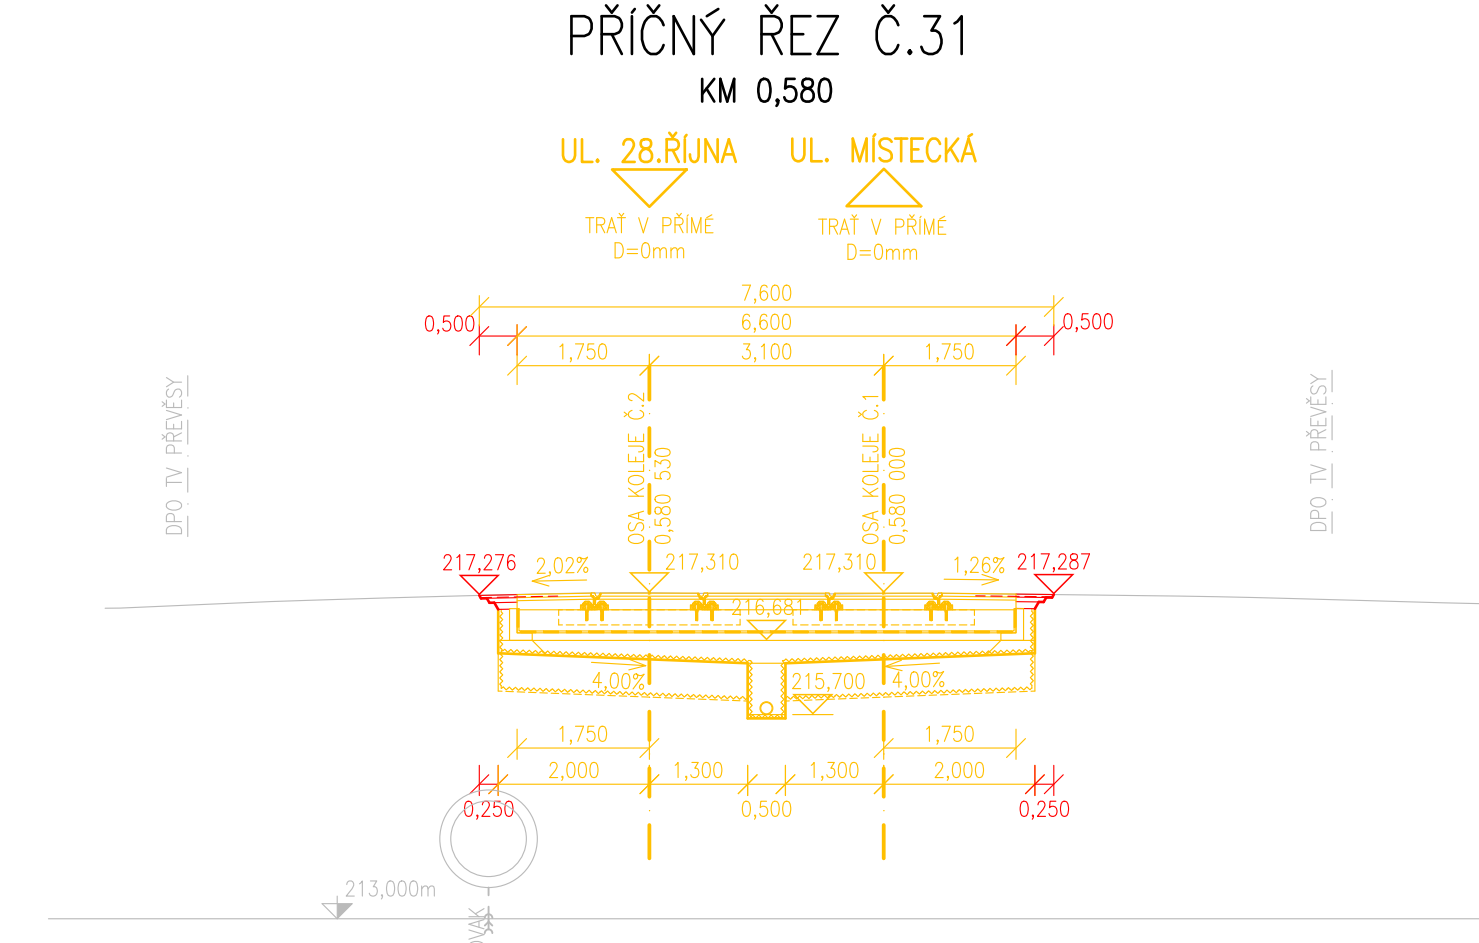 PŘÍČNÝ ŘEZ Č.31
KM 0,580
UL. 28.ŘÍJNA
UL. MÍSTECKÁ
TRAŤ V PŘÍMÉ
D=0mm
TRAŤ V PŘÍMÉ
D=0mm
7,600
0,500
6,600
0,500
1,750
3,100
1,750
DPO TV PŘEVĚSY
OSA KOLEJE Č.2
0,580 530
OSA KOLEJE Č.1
0,580 000
DPO TV PŘEVĚSY
217,276
2,02%
217,310
217,310
1,26%
217,287
216,681
4,00%
215,700
4,00%
1,750
1,750
2,000
1,300
1,300
2,000
0,250
0,500
0,250
213,000m